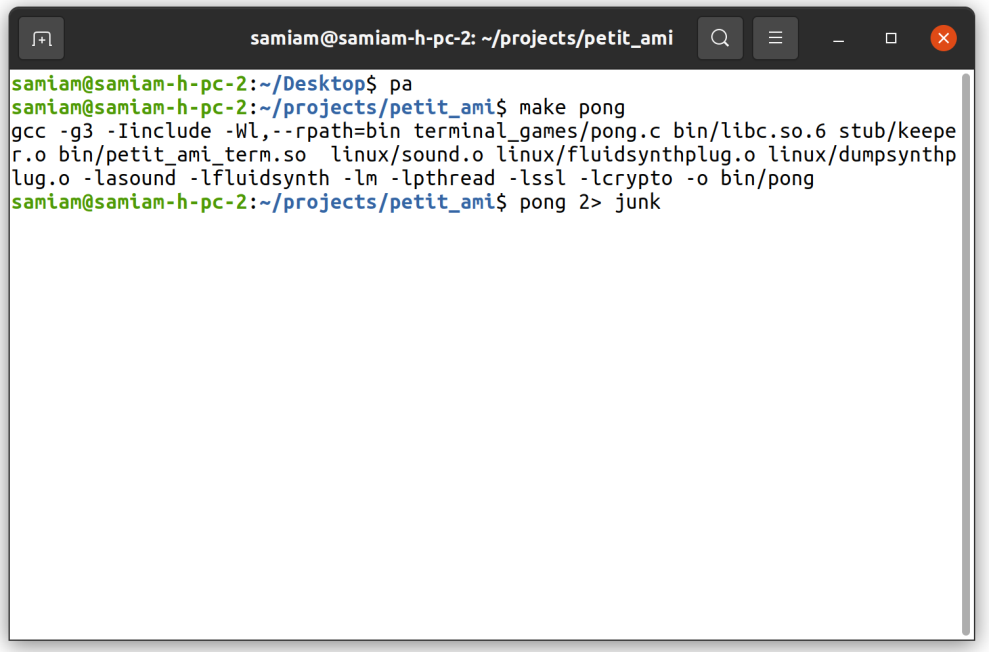 samiam@samiam-h-pc-2: ~/projects/petit_ami
samiam@samiam-h-pc-2:~/Desktop$ pa
samiam@samiam-h-pc-2:~/projects/petit_ami$ make pong
gcc -g3 -Iinclude -Wl,--rpath=bin terminal_games/pong.c bin/libc.so.6 stub/keepe
r.o bin/petit_ami_term.so  linux/sound.o linux/fluidsynthplug.o linux/dumpsynthp
lug.o -lasound -lfluidsynth -lm -lpthread -lssl -lcrypto -o bin/pong
samiam@samiam-h-pc-2:~/projects/petit_ami$ pong 2> junk